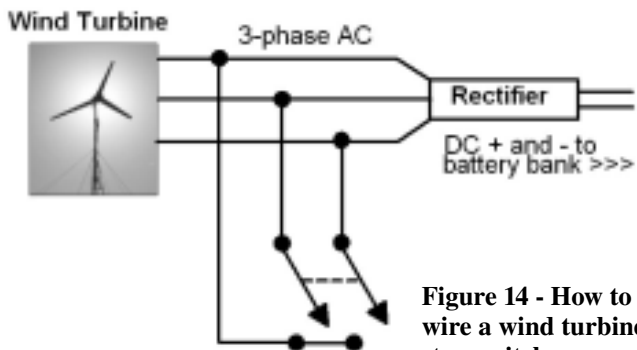 Wind Turbine
3-phase AC
Rectifier
DC + and - to
battery bank >>>
Figure 14 - How to
wire a wind turbine